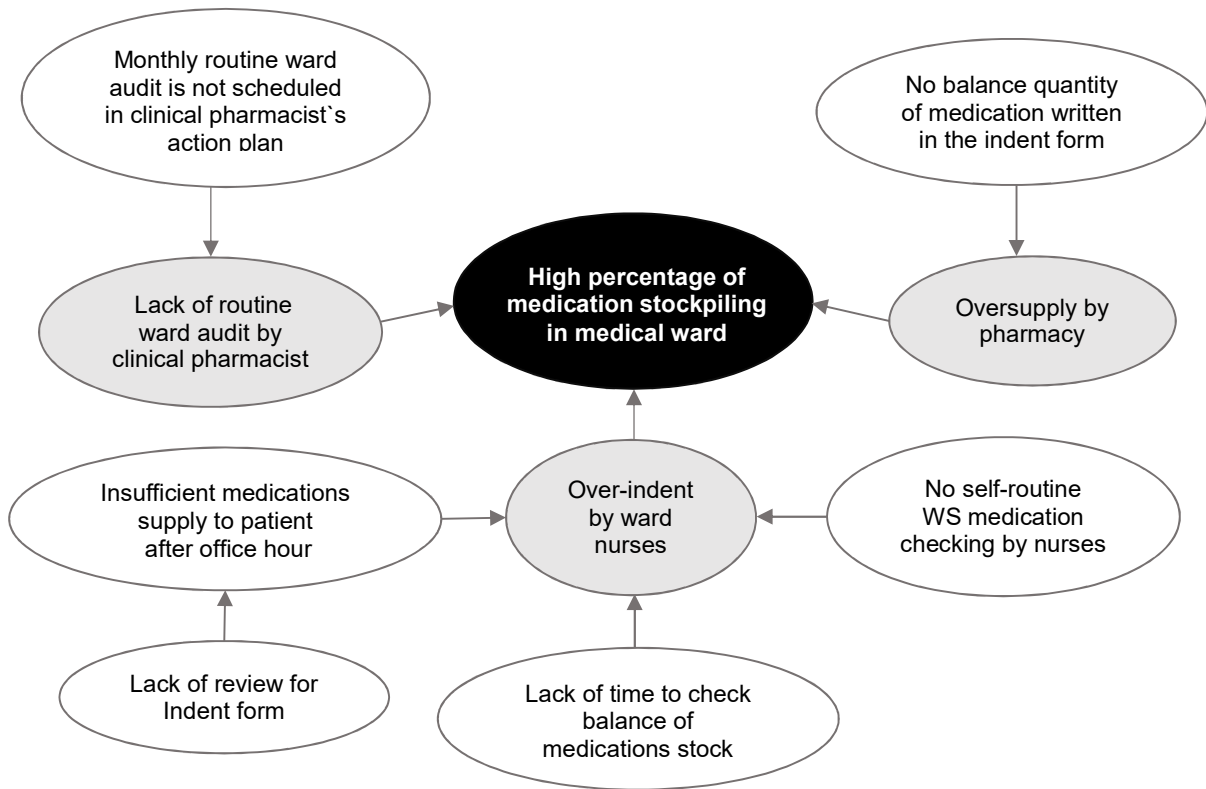 Monthly routine ward
audit is not scheduled
in clinical pharmacist`s
action plan
No balance quantity
of medication written
in the indent form
High percentage of
medication stockpiling
in medical ward
Lack of routine
ward audit by
clinical pharmacist
Oversupply by
pharmacy
Insufficient medications
supply to patient
after office hour
Over-indent
by ward
nurses
No self-routine
WS medication
checking by nurses
Lack of review for
Indent form
Lack of time to check
balance of
medications stock